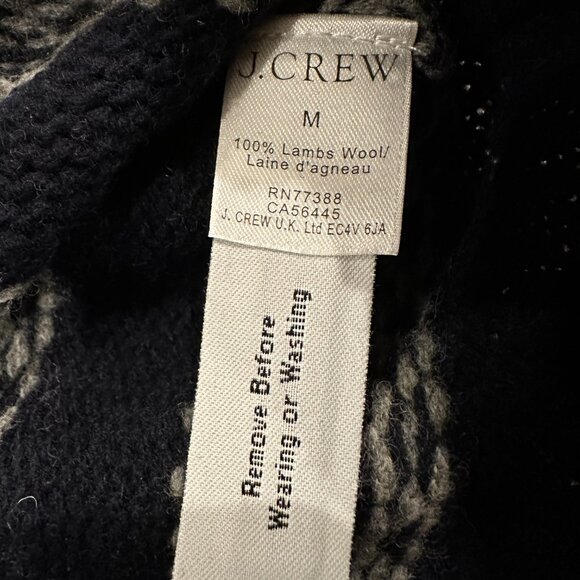 J.CREW
M
100% Lambs Wool/
Laine d'agneau
RN77388
CA56445
J. CREW U.K. Ltd EC4V 6JA
Remove Before
Wearing or Washing